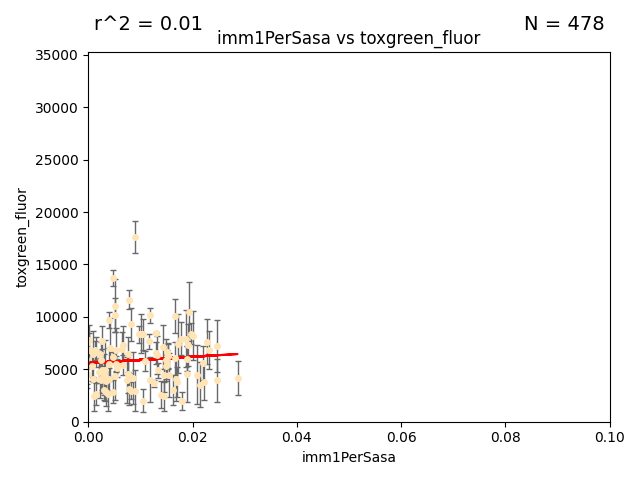 r^2 = 0.01
N = 478
imm1PerSasa vs toxgreen_fluor
35000
30000
25000
20000
15000
10000
5000
0
toxgreen_fluor
0.00
0.02
0.04
0.06
0.08
0.10
imm1PerSasa